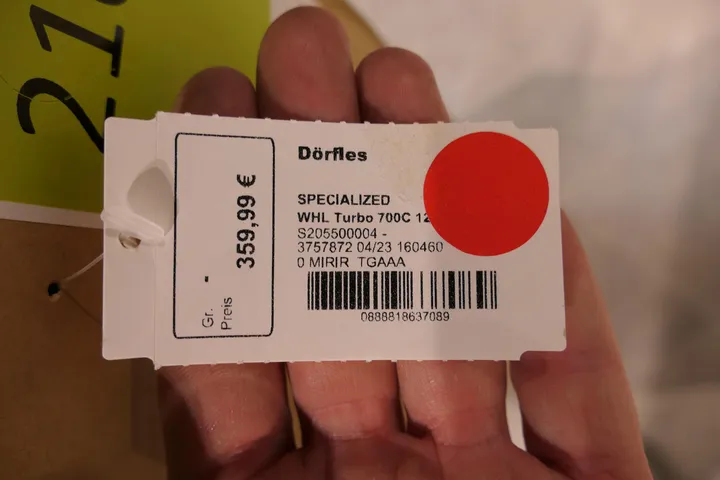 Dörfles
SPECIALIZED
WHL Turbo 700C 12
S205500004 -
3757872 04/23 160460
0 MIRIR TGAAA
0888818637089
Gr. -
Preis 359,99 €